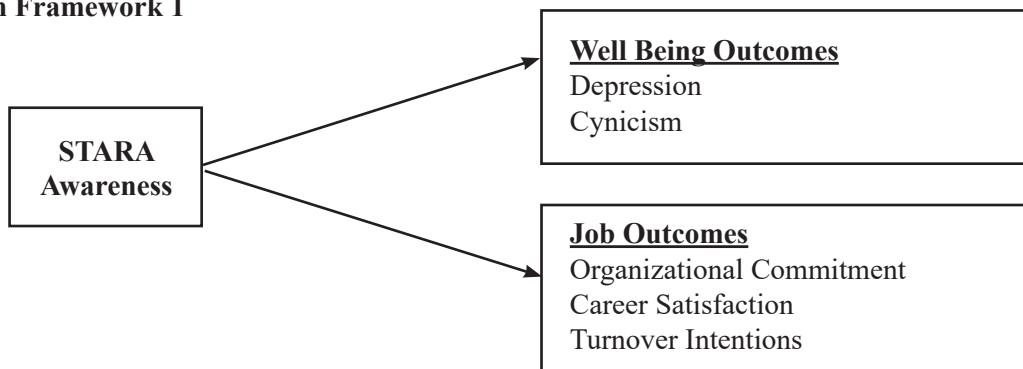 Framework 1
Well Being Outcomes
Depression
Cynicism
STARA
Awareness
Job Outcomes
Organizational Commitment
Career Satisfaction
Turnover Intentions